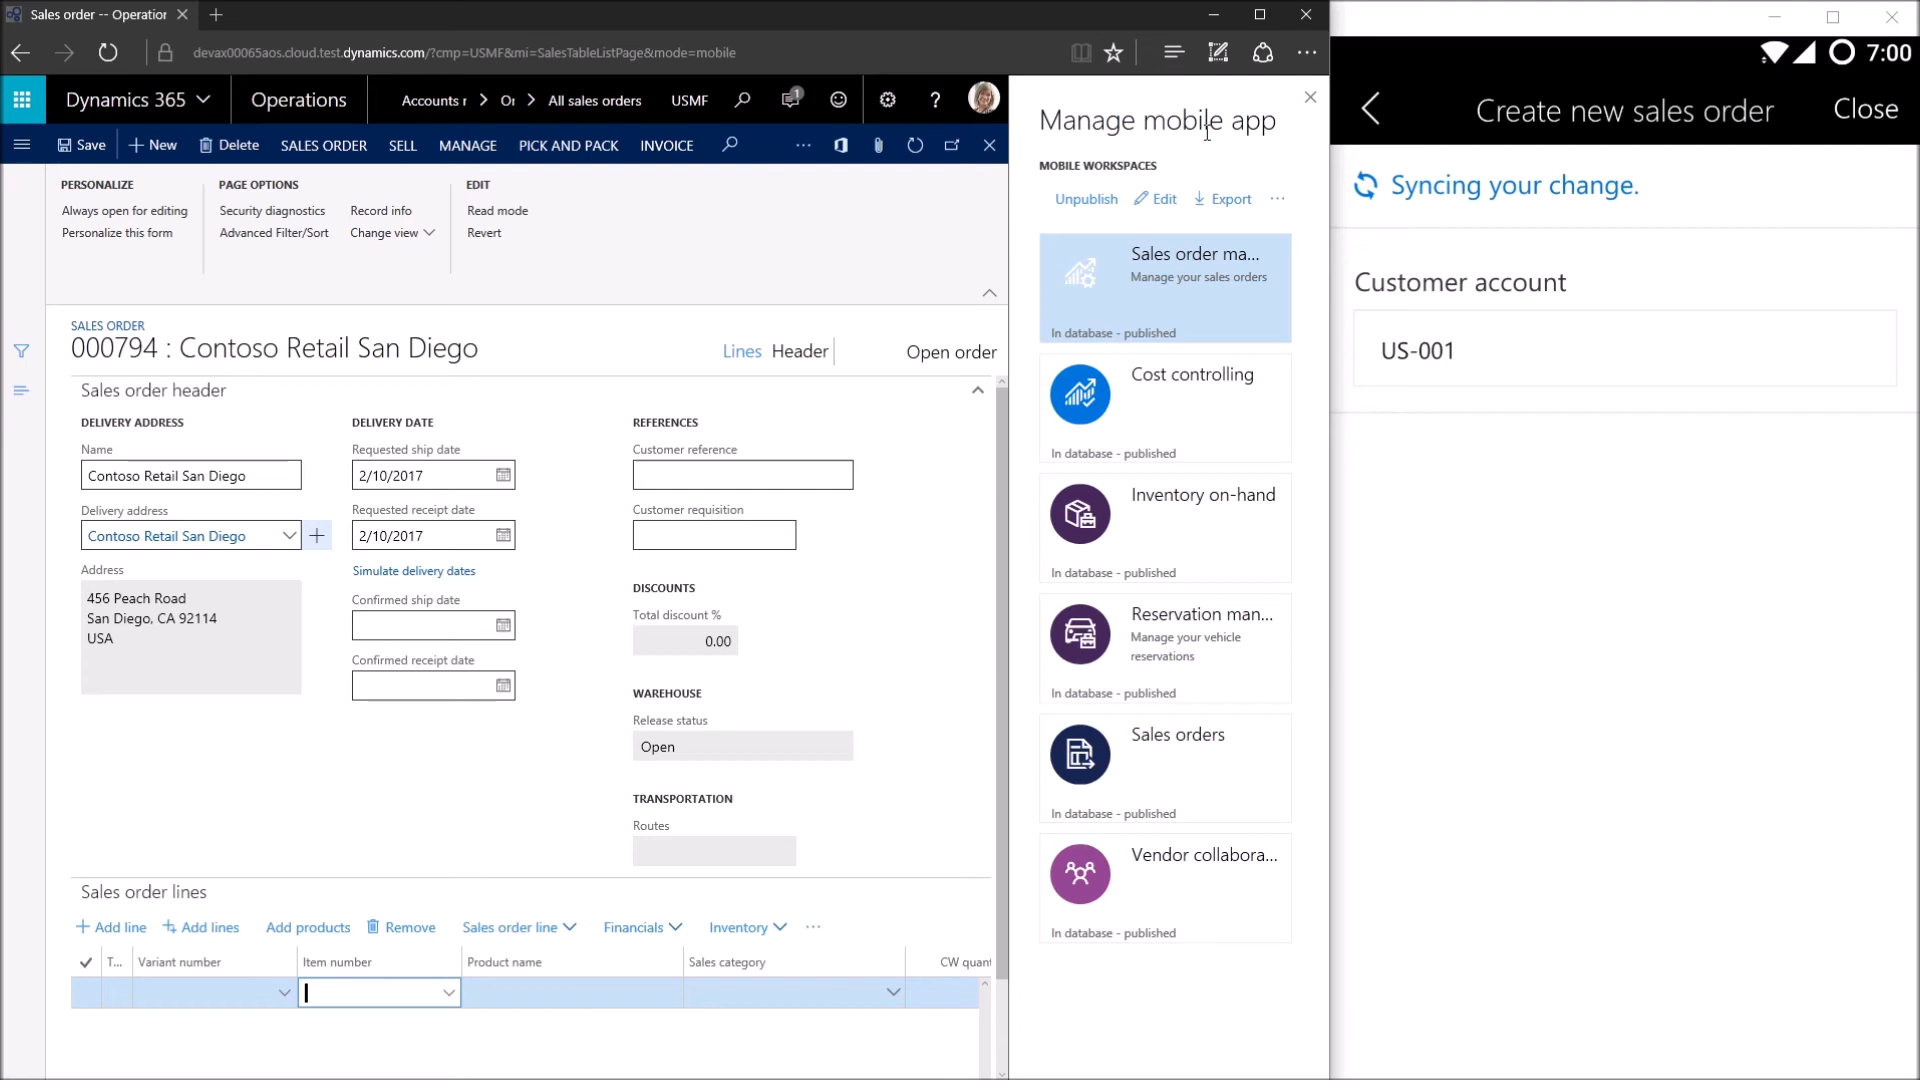 Sales order -- Operation
devax00065aos.cloud.test.dynamics.com/?cmp=USMF&mi=SalesTableListPage&mode=mobile
Dynamics 365
Operations
Accounts r > Or > All sales orders
USMF
1
?
Save
New
Delete
SALES ORDER
SELL
MANAGE
PICK AND PACK
INVOICE
PERSONALIZE
Always open for editing
Personalize this form
PAGE OPTIONS
Security diagnostics
Record info
Advanced Filter/Sort
Change view
EDIT
Read mode
Revert
SALES ORDER
000794 : Contoso Retail San Diego
Lines
Header
Open order
Sales order header
DELIVERY ADDRESS
Name
Contoso Retail San Diego
Delivery address
Contoso Retail San Diego
Address
456 Peach Road
San Diego, CA 92114
USA
DELIVERY DATE
Requested ship date
2/10/2017
Requested receipt date
2/10/2017
Simulate delivery dates
Confirmed ship date
Confirmed receipt date
REFERENCES
Customer reference
Customer requisition
DISCOUNTS
Total discount %
0.00
WAREHOUSE
Release status
Open
TRANSPORTATION
Routes
Sales order lines
Add line
Add lines
Add products
Remove
Sales order line
Financials
Inventory
T...
Variant number
Item number
Product name
Sales category
CW quant
Manage mobile app
MOBILE WORKSPACES
Unpublish
Edit
Export
Sales order ma...
Manage your sales orders
In database - published
Cost controlling
In database - published
Inventory on-hand
In database - published
Reservation man...
Manage your vehicle
reservations
In database - published
Sales orders
In database - published
Vendor collabora...
In database - published
7:00
Create new sales order
Close
Syncing your change.
Customer account
US-001